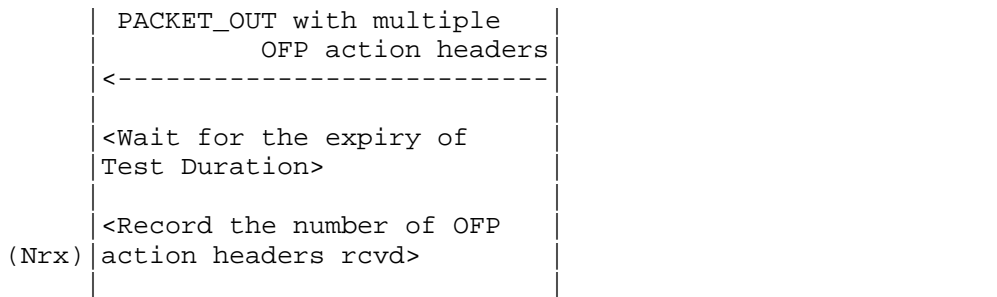 | PACKET_OUT with multiple |
| OFP action headers|
|<---------------------------|
| |
|<Wait for the expiry of |
|Test Duration> |
| |
|<Record the number of OFP |
(Nrx)|action headers rcvd> |
| |